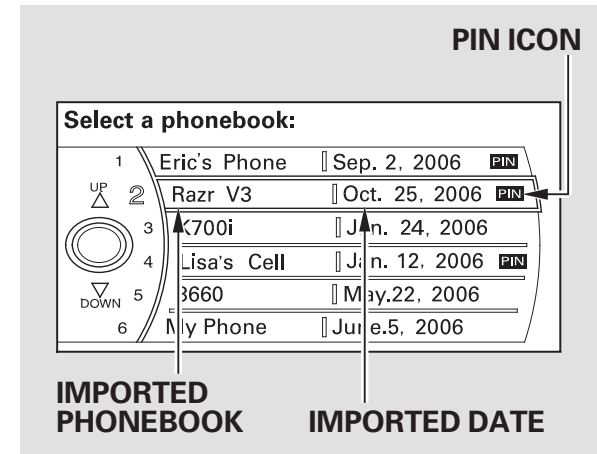 PIN ICON
Select a phonebook:
1 Eric's Phone Sep. 2, 2006 PIN
UP 2 Razr V3 Oct. 25, 2006 PIN
3 K700i Jan. 24, 2006
4 Lisa's Cell Jan. 12, 2006 PIN
DOWN 5 3660 May.22, 2006
6 My Phone June.5, 2006
IMPORTED PHONEBOOK
IMPORTED DATE